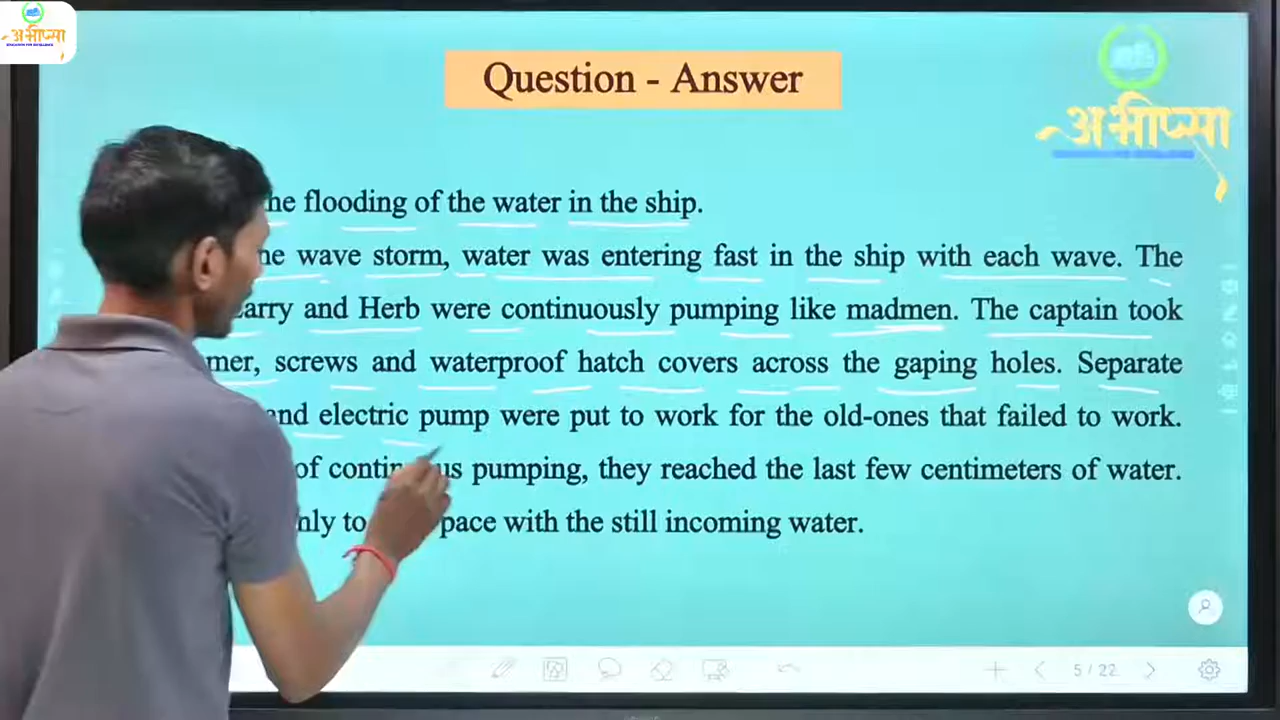 अभीप्सा
Question - Answer
अभीप्सा
he flooding of the water in the ship.
he wave storm, water was entering fast in the ship with each wave. The
arry and Herb were continuously pumping like madmen. The captain took
mer, screws and waterproof hatch covers across the gaping holes. Separate
and electric pump were put to work for the old-ones that failed to work.
of pumping, they reached the last few centimeters of water.
nly to pace with the still incoming water.
5 / 22